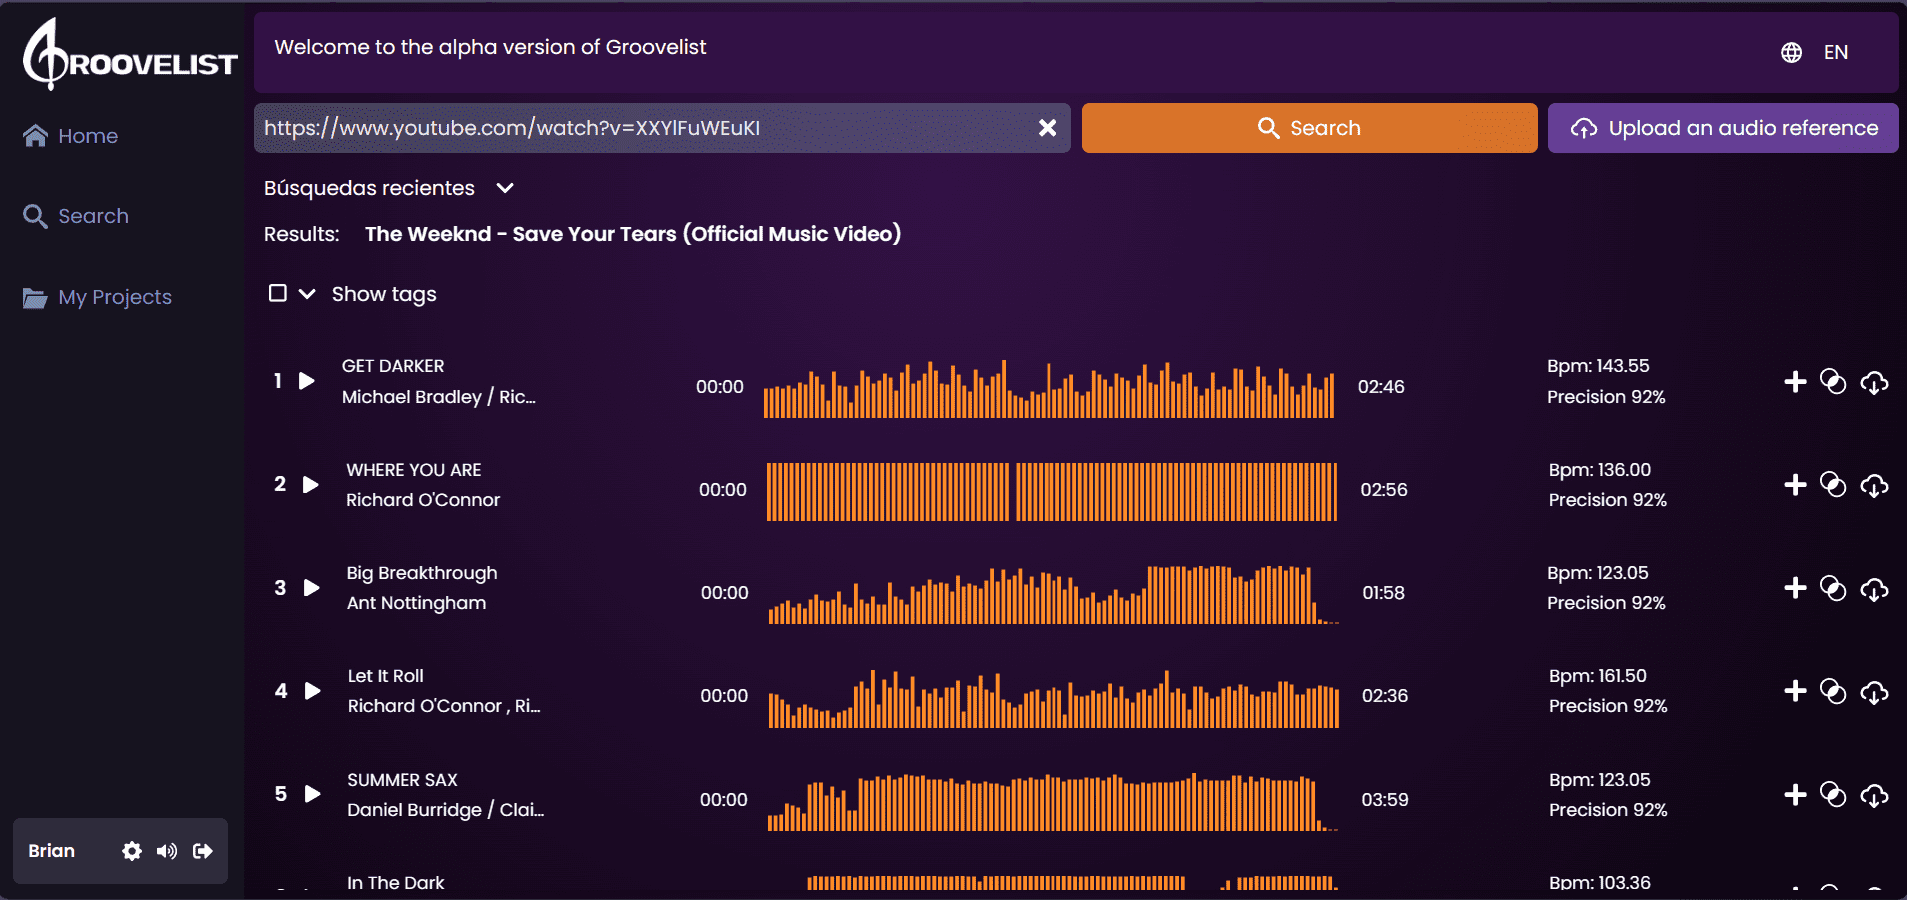 GROOVELIST
Welcome to the alpha version of Groovelist
EN
Home
Search
My Projects
https://www.youtube.com/watch?v=XXYlFuWEuKI
Search
Upload an audio reference
Búsquedas recientes
Results: The Weeknd - Save Your Tears (Official Music Video)
Show tags
1 GET DARKER
Michael Bradley / Ric...
00:00
02:46
Bpm: 143.55
Precision 92%
2 WHERE YOU ARE
Richard O'Connor
00:00
02:56
Bpm: 136.00
Precision 92%
3 Big Breakthrough
Ant Nottingham
00:00
01:58
Bpm: 123.05
Precision 92%
4 Let It Roll
Richard O'Connor , Ri...
00:00
02:36
Bpm: 161.50
Precision 92%
5 SUMMER SAX
Daniel Burridge / Clai...
00:00
03:59
Bpm: 123.05
Precision 92%
In The Dark
Bpm: 103.36
Brian